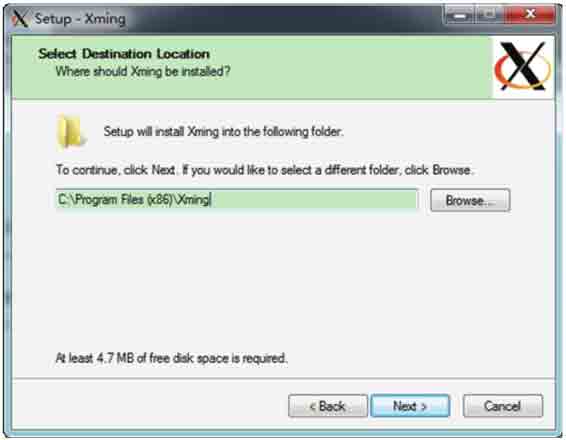 Setup - Xming
Select Destination Location
Where should Xming be installed?
Setup will install Xming into the following folder.
To continue, click Next. If you would like to select a different folder, click Browse.
C:\Program Files (x86)\Xming
Browse...
At least 4.7 MB of free disk space is required.
< Back
Next >
Cancel